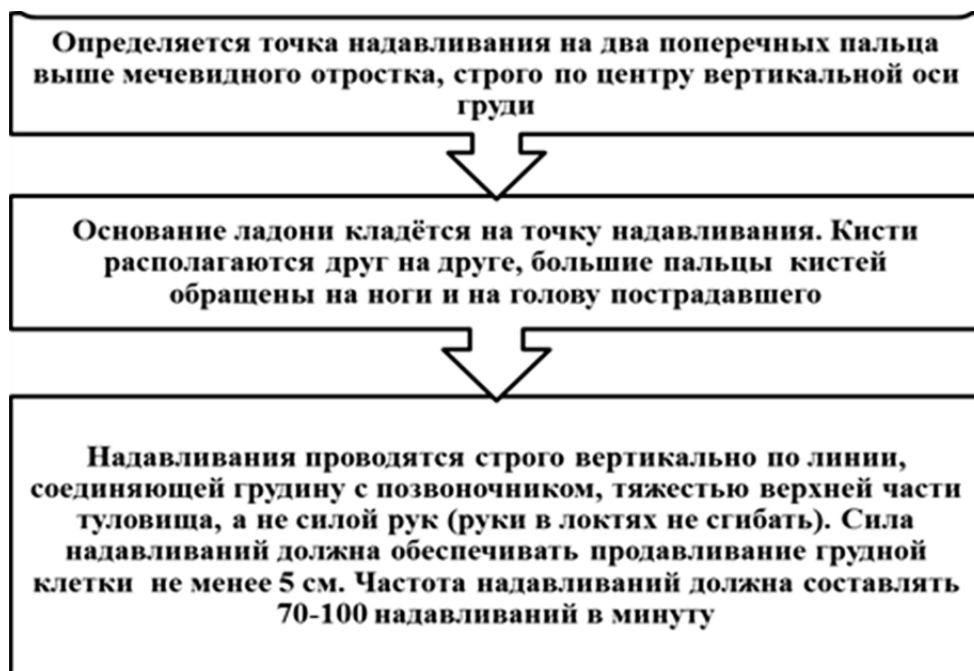 Определяется точка надавливания на два поперечных пальца
выше мечевидного отростка, строго по центру вертикальной оси
груди
Основание ладони кладётся на точку надавливания. Кисти
располагаются друг на друге, большие пальцы кистей
обращены на ноги и на голову пострадавшего
Надавливания проводятся строго вертикально по линии,
соединяющей грудину с позвоночником, тяжестью верхней части
туловища, а не силой рук (руки в локтях не сгибать). Сила
надавливаний должна обеспечивать продавливание грудной
клетки не менее 5 см. Частота надавливаний должна составлять
70-100 надавливаний в минуту